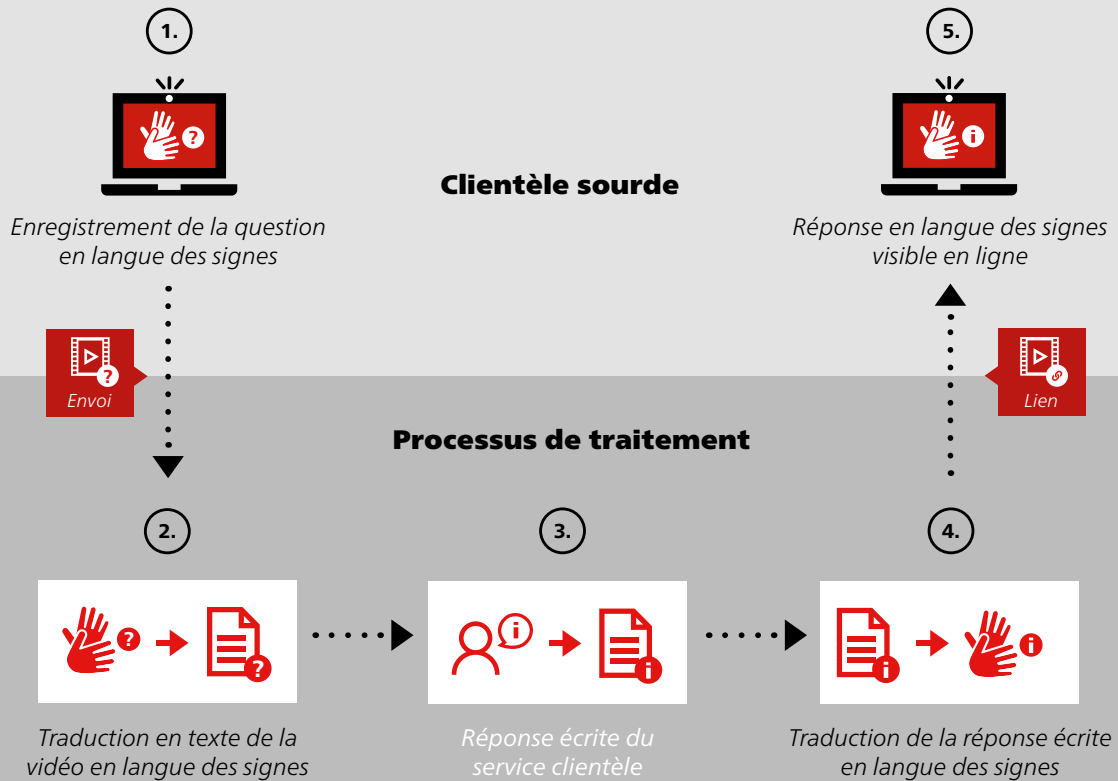 1.
5.
Clientèle sourde
Enregistrement de la question
en langue des signes
Réponse en langue des signes
visible en ligne
?
i
?
Envoi
Lien
Processus de traitement
2.
3.
4.
?
?
i
i
i
i
Traduction en texte de la
vidéo en langue des signes
Réponse écrite du
service clientèle
Traduction de la réponse écrite
en langue des signes